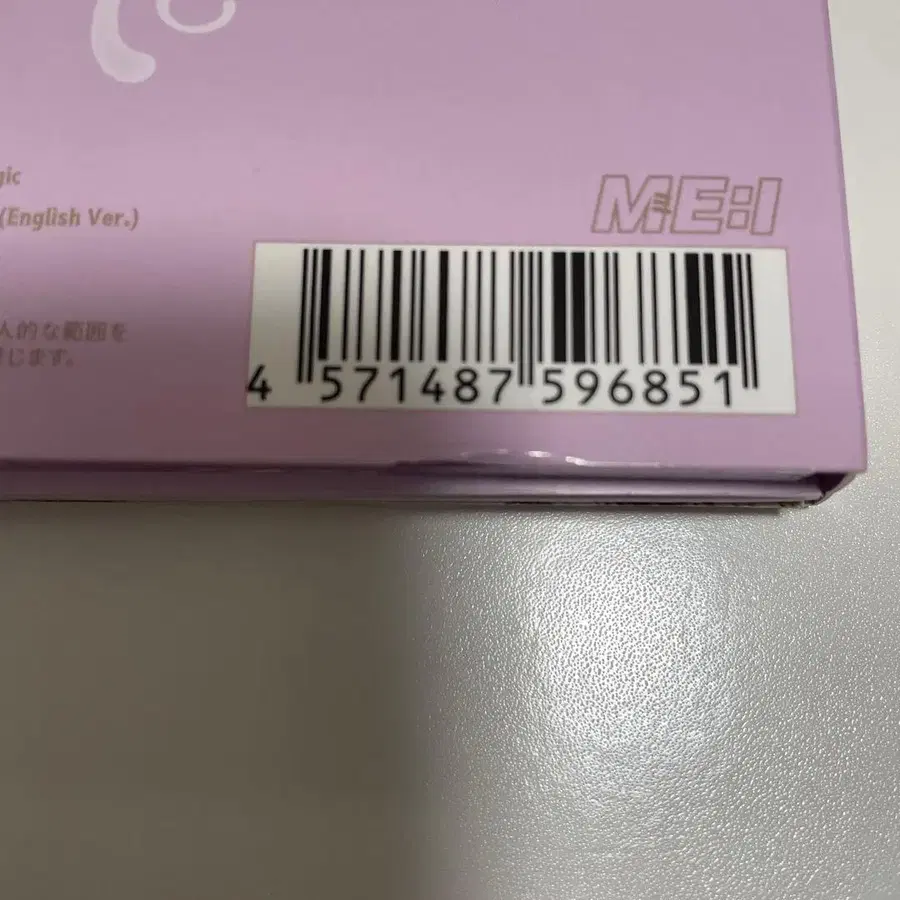 gic
(English Ver.)
ME:I
人的な範囲を
じます。
4 571487 596851